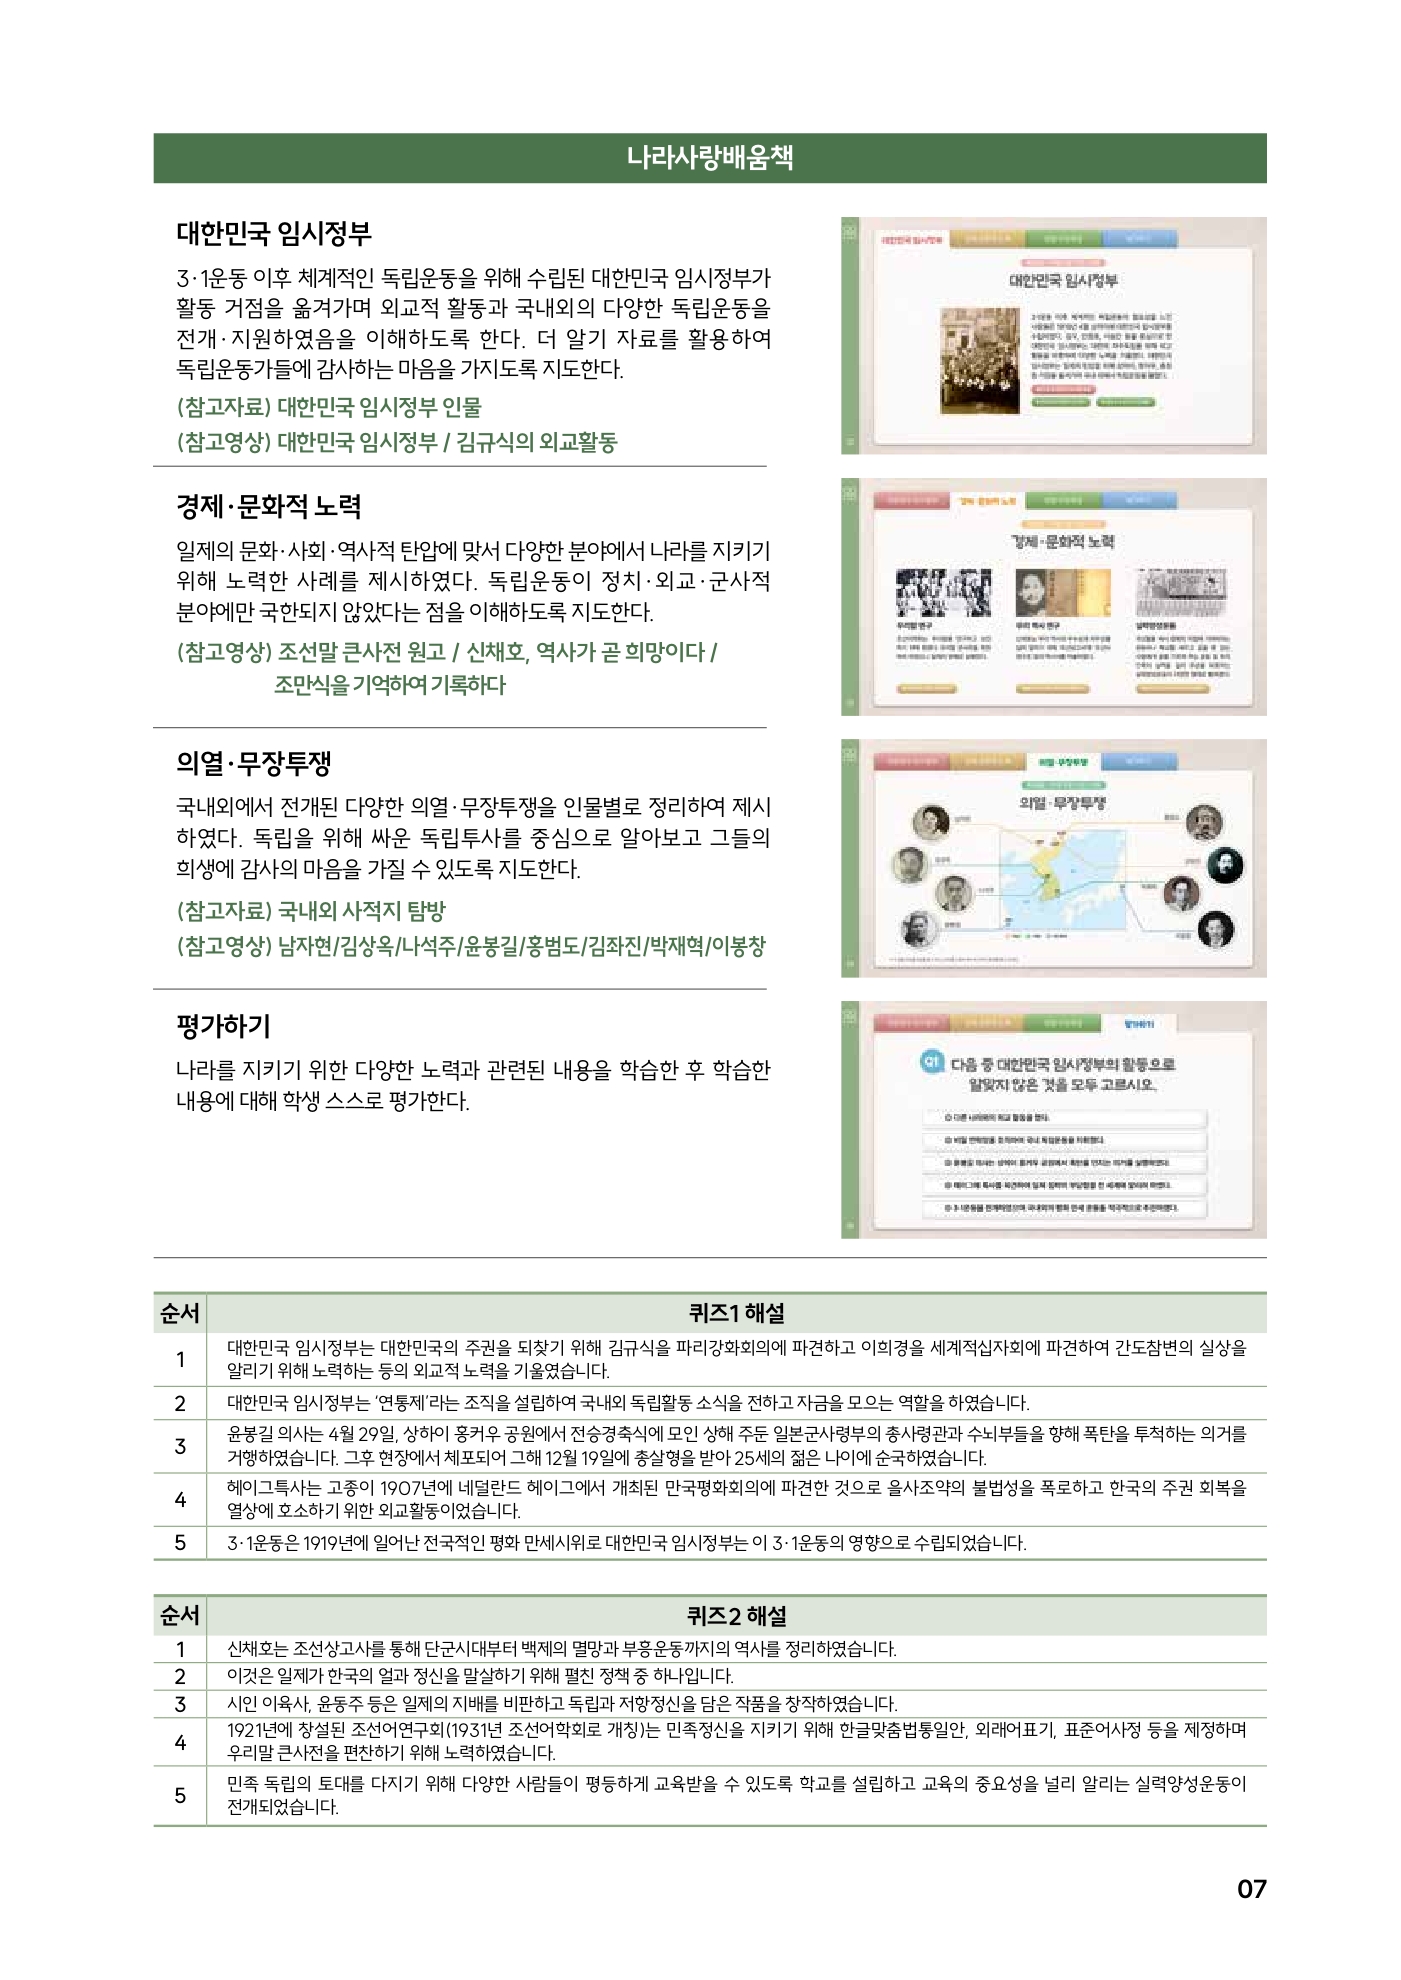 나라사랑배움책
대한민국 임시정부
3·1운동 이후 체계적인 독립운동을 위해 수립된 대한민국 임시정부가
활동 거점을 옮겨가며 외교적 활동과 국내외의 다양한 독립운동을
전개·지원하였음을 이해하도록 한다. 더 알기 자료를 활용하여
독립운동가들에 감사하는 마음을 가지도록 지도한다.
(참고자료) 대한민국 임시정부 인물
(참고영상) 대한민국 임시정부 / 김규식의 외교활동
대한민국 임시정부
대한민국 임시정부
경제·문화적 노력
일제의 문화·사회·역사적 탄압에 맞서 다양한 분야에서 나라를 지키기
위해 노력한 사례를 제시하였다. 독립운동이 정치·외교·군사적
분야에만 국한되지 않았다는 점을 이해하도록 지도한다.
(참고영상) 조선말 큰사전 원고 / 신채호, 역사가 곧 희망이다 /
조만식을 기억하여 기록하다
경제·문화적 노력
경제·문화적 노력
우리말 연구
우리 역사 연구
실력양성운동
의열·무장투쟁
국내외에서 전개된 다양한 의열·무장투쟁을 인물별로 정리하여 제시
하였다. 독립을 위해 싸운 독립투사를 중심으로 알아보고 그들의
희생에 감사의 마음을 가질 수 있도록 지도한다.
(참고자료) 국내외 사적지 탐방
(참고영상) 남자현/김상옥/나석주/윤봉길/홍범도/김좌진/박재혁/이봉창
의열·무장투쟁
의열·무장투쟁
평가하기
나라를 지키기 위한 다양한 노력과 관련된 내용을 학습한 후 학습한
내용에 대해 학생 스스로 평가한다.
평가하기
Q1 다음 중 대한민국 임시정부의 활동으로
알맞지 않은 것을 모두 고르시오.
순서 퀴즈1 해설
1 대한민국 임시정부는 대한민국의 주권을 되찾기 위해 김규식을 파리강화회의에 파견하고 이희경을 세계적십자회에 파견하여 간도참변의 실상을
알리기 위해 노력하는 등의 외교적 노력을 기울였습니다.
2 대한민국 임시정부는 '연통제'라는 조직을 설립하여 국내외 독립활동 소식을 전하고 자금을 모으는 역할을 하였습니다.
3 윤봉길 의사는 4월 29일, 상하이 홍커우 공원에서 전승경축식에 모인 상해 주둔 일본군사령부의 총사령관과 수뇌부들을 향해 폭탄을 투척하는 의거를
거행하였습니다. 그후 현장에서 체포되어 그해 12월 19일에 총살형을 받아 25세의 젊은 나이에 순국하였습니다.
4 헤이그특사는 고종이 1907년에 네덜란드 헤이그에서 개최된 만국평화회의에 파견한 것으로 을사조약의 불법성을 폭로하고 한국의 주권 회복을
열상에 호소하기 위한 외교활동이었습니다.
5 3·1운동은 1919년에 일어난 전국적인 평화 만세시위로 대한민국 임시정부는 이 3·1운동의 영향으로 수립되었습니다.
순서 퀴즈2 해설
1 신채호는 조선상고사를 통해 단군시대부터 백제의 멸망과 부흥운동까지의 역사를 정리하였습니다.
2 이것은 일제가 한국의 얼과 정신을 말살하기 위해 펼친 정책 중 하나입니다.
3 시인 이육사, 윤동주 등은 일제의 지배를 비판하고 독립과 저항정신을 담은 작품을 창작하였습니다.
4 1921년에 창설된 조선어연구회(1931년 조선어학회로 개칭)는 민족정신을 지키기 위해 한글맞춤법통일안, 외래어표기, 표준어사정 등을 제정하며
우리말 큰사전을 편찬하기 위해 노력하였습니다.
5 민족 독립의 토대를 다지기 위해 다양한 사람들이 평등하게 교육받을 수 있도록 학교를 설립하고 교육의 중요성을 널리 알리는 실력양성운동이
전개되었습니다.
07